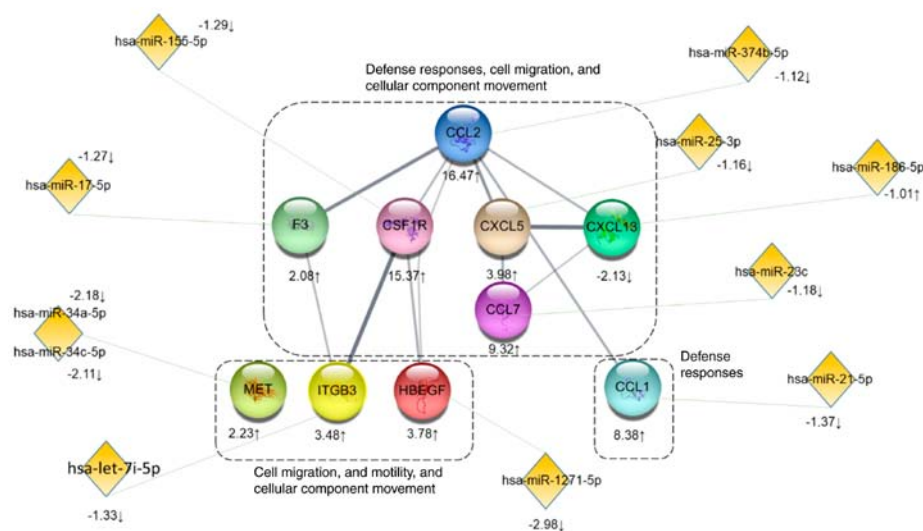 -1.29↓
hsa-miR-155-5p
hsa-miR-374b-5p
-1.12↓
Defense responses, cell migration, and
cellular component movement
CCL2
16.47↑
hsa-miR-25-3p
-1.16↓
hsa-miR-186-5p
-1.01↑
-1.27↓
hsa-miR-17-5p
F3
2.08↑
CSF1R
15.37↑
CXCL5
3.98↑
CXCL13
-2.13↓
hsa-miR-23c
-1.18↓
CCL7
9.32↑
-2.18↓
hsa-miR-34a-5p
hsa-miR-34c-5p
-2.11↓
Defense
responses
MET
2.23↑
ITGB3
3.48↑
HBEGF
3.78↑
CCL1
8.38↑
hsa-miR-21-5p
-1.37↓
Cell migration, and motility, and
cellular component movement
hsa-let-7i-5p
-1.33↓
hsa-miR-1271-5p
-2.98↓